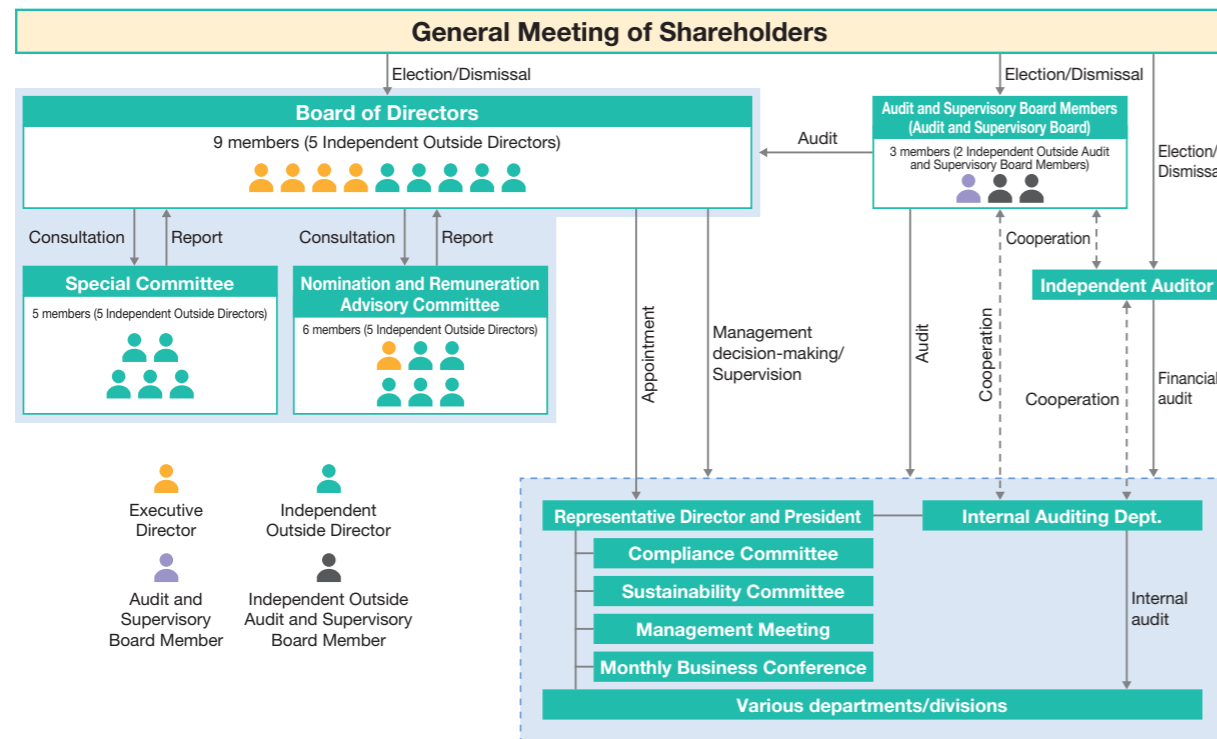 General Meeting of Shareholders
Election/Dismissal
Election/Dismissal
Board of Directors
9 members (5 Independent Outside Directors)
Audit
Audit and Supervisory Board Members
(Audit and Supervisory Board)
3 members (2 Independent Outside Audit
and Supervisory Board Members)
Election/
Dismissal
Consultation
Report
Consultation
Report
Cooperation
Special Committee
5 members (5 Independent Outside Directors)
Nomination and Remuneration
Advisory Committee
6 members (5 Independent Outside Directors)
Independent Auditor
Appointment
Management
decision-making/
Supervision
Audit
Cooperation
Cooperation
Financial
audit
Executive
Director
Independent
Outside Director
Audit and
Supervisory
Board Member
Independent Outside
Audit and Supervisory
Board Member
Representative Director and President
Internal Auditing Dept.
Compliance Committee
Sustainability Committee
Management Meeting
Monthly Business Conference
Internal
audit
Various departments/divisions